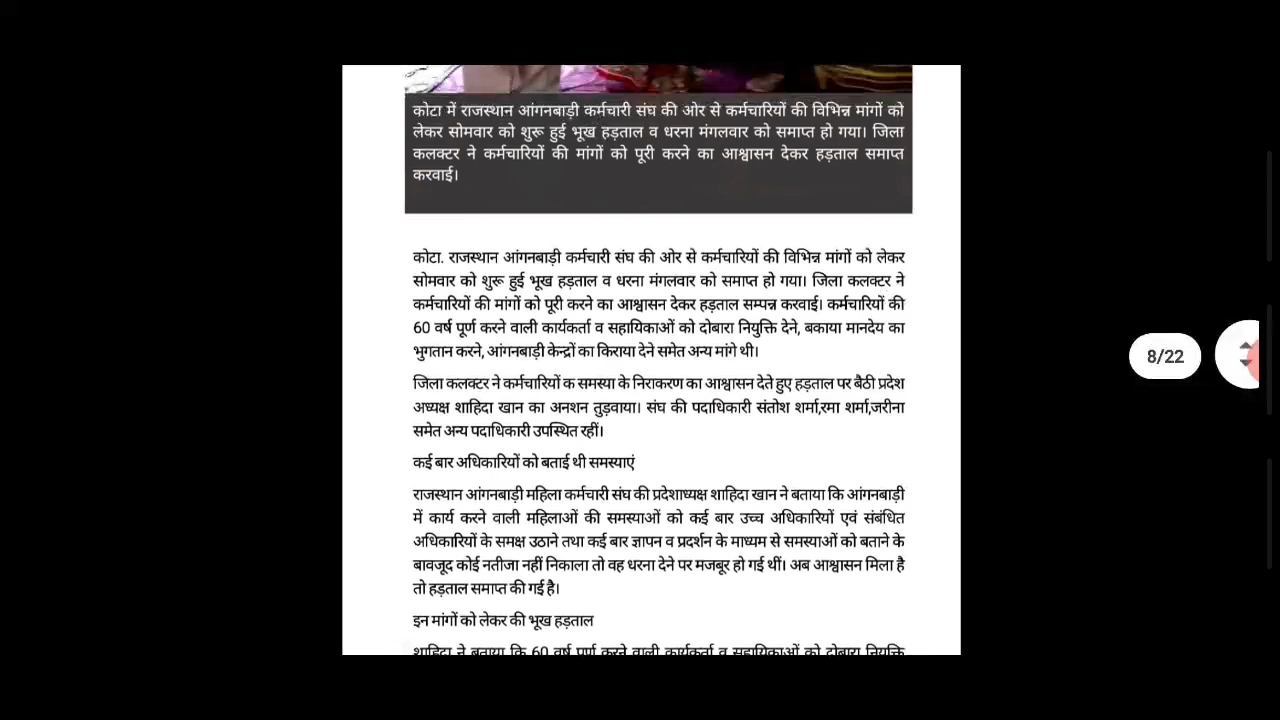 कोटा में राजस्थान आंगनबाड़ी कर्मचारी संघ की ओर से कर्मचारियों की विभिन्न मांगों को
लेकर सोमवार को शुरू हुई भूख हड़ताल व धरना मंगलवार को समाप्त हो गया। जिला
कलक्टर ने कर्मचारियों की मांगों को पूरी करने का आश्वासन देकर हड़ताल समाप्त
करवाई।
कोटा. राजस्थान आंगनबाड़ी कर्मचारी संघ की ओर से कर्मचारियों की विभिन्न मांगों को लेकर
सोमवार को शुरू हुई भूख हड़ताल व धरना मंगलवार को समाप्त हो गया। जिला कलक्टर ने
कर्मचारियों की मांगों को पूरी करने का आश्वासन देकर हड़ताल सम्पन्न करवाई। कर्मचारियों की
60 वर्ष पूर्ण करने वाली कार्यकर्ता व सहायिकाओं को दोबारा नियुक्ति देने, बकाया मानदेय का
भुगतान करने, आंगनबाड़ी केन्द्रों का किराया देने समेत अन्य मांगे थी।
जिला कलक्टर ने कर्मचारियों क समस्या के निराकरण का आश्वासन देते हुए हड़ताल पर बैठी प्रदेश
अध्यक्ष शाहिदा खान का अनशन तुड़वाया। संघ की पदाधिकारी संतोश शर्मा,रमा शर्मा,जरीना
समेत अन्य पदाधिकारी उपस्थित रहीं।
कई बार अधिकारियों को बताई थी समस्याएं
राजस्थान आंगनबाड़ी महिला कर्मचारी संघ की प्रदेशाध्यक्ष शाहिदा खान ने बताया कि आंगनबाड़ी
में कार्य करने वाली महिलाओं की समस्याओं को कई बार उच्च अधिकारियों एवं संबंधित
अधिकारियों के समक्ष उठाने तथा कई बार ज्ञापन व प्रदर्शन के माध्यम से समस्याओं को बताने के
बावजूद कोई नतीजा नहीं निकाला तो वह धरना देने पर मजबूर हो गई थीं। अब आश्वासन मिला है
तो हड़ताल समाप्त की गई है।
इन मांगों को लेकर की भूख हड़ताल
शाहिदा ने बताया कि 60 वर्ष पूर्ण करने वाली कार्यकर्ता व सहायिकाओं को दोबारा नियुक्ति
8/22